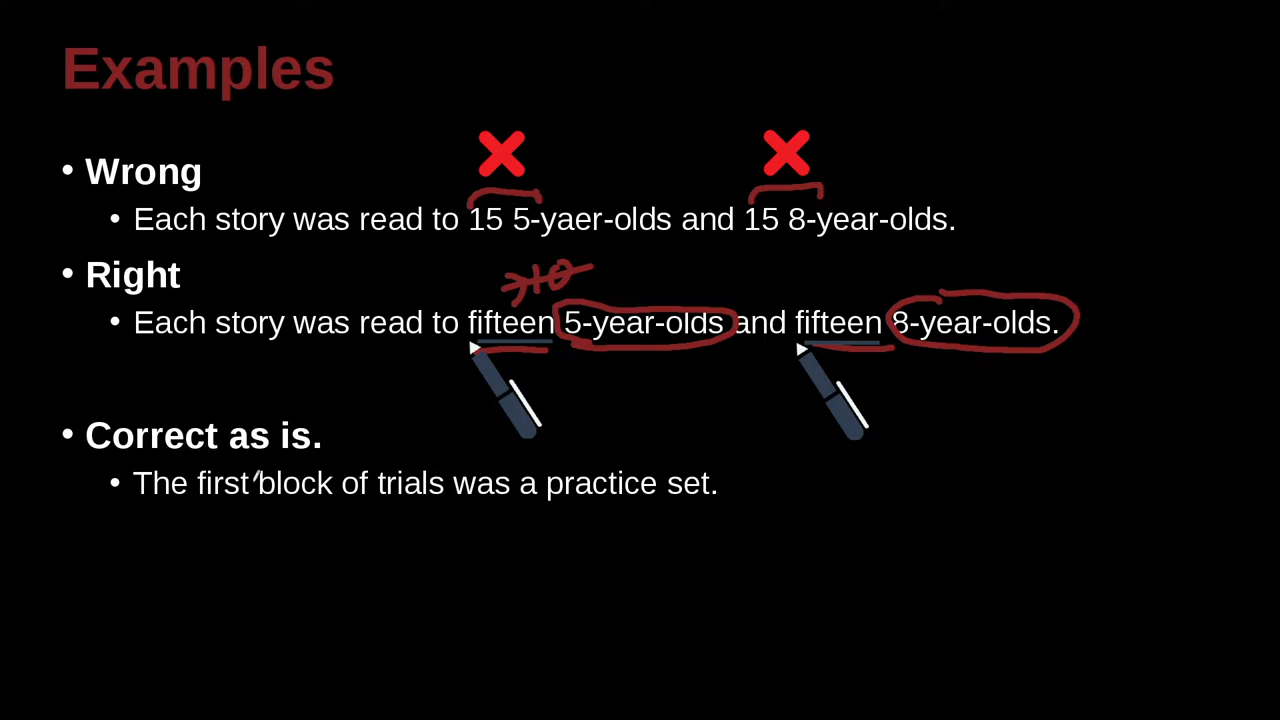 Examples
• Wrong
• Each story was read to 15 5-yaer-olds and 15 8-year-olds.
• Right
• Each story was read to fifteen 5-year-olds and fifteen 8-year-olds.
• Correct as is.
• The first block of trials was a practice set.